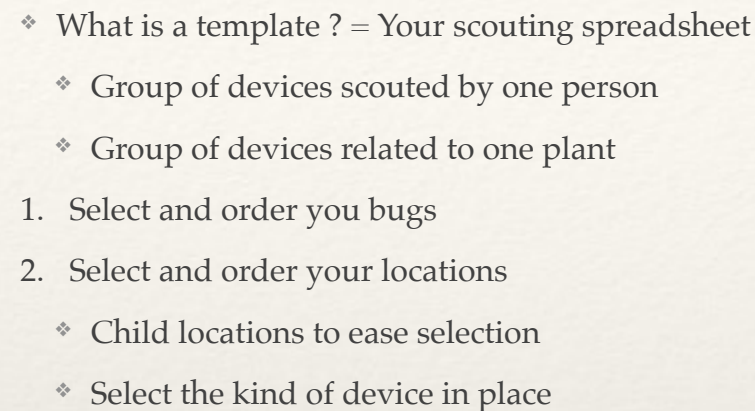 ❖ What is a template ? = Your scouting spreadsheet
❖ Group of devices scouted by one person
❖ Group of devices related to one plant
1. Select and order you bugs
2. Select and order your locations
❖ Child locations to ease selection
❖ Select the kind of device in place